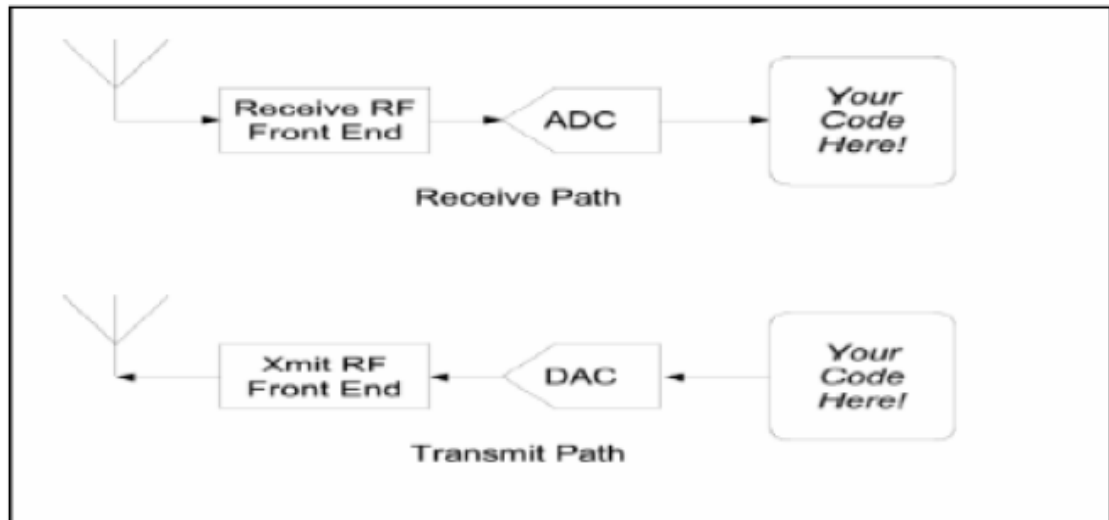 Receive RF
Front End
ADC
Your
Code
Here!
Receive Path
Xmit RF
Front End
DAC
Your
Code
Here!
Transmit Path